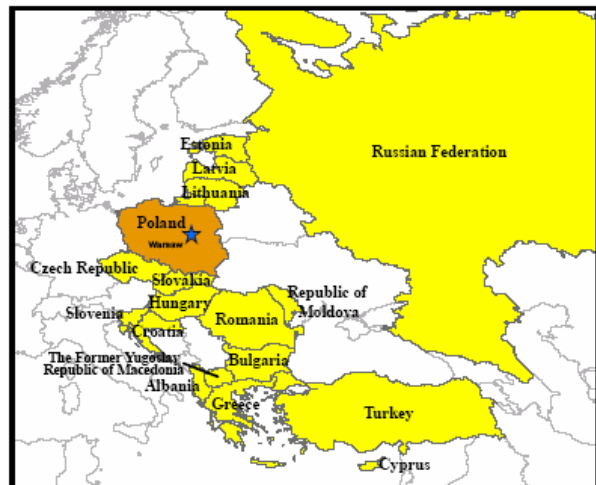 Estonia
Russian Federation
Latvia
Lithuania
Poland
Warsaw
Czech Republic
Slovakia
Hungary
Republic of
Moldova
Slovenia
Romania
Croatia
The Former Yugoslav
Republic of Macedonia
Bulgaria
Albania
Greece
Turkey
Cyprus